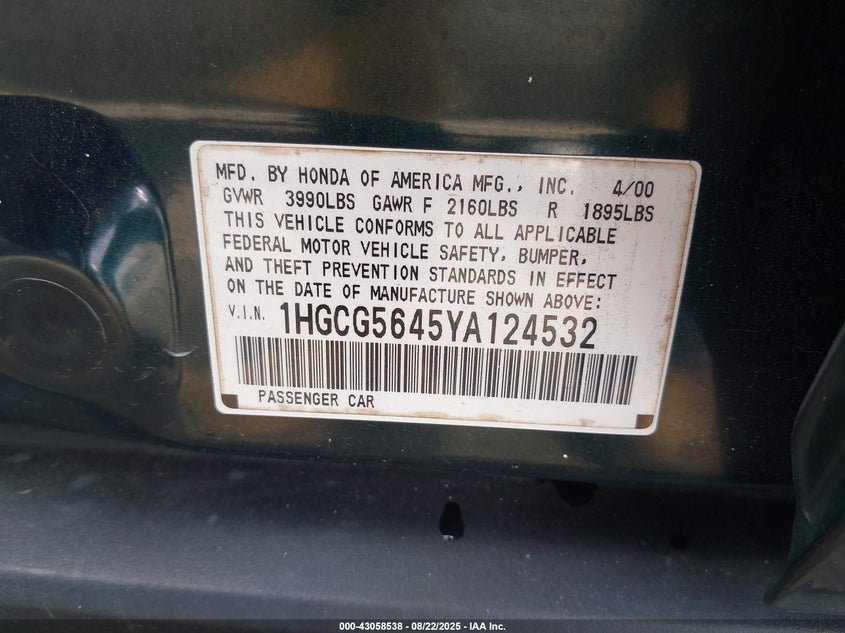 MFD. BY HONDA OF AMERICA MFG., INC. 4/00
GVWR 3990LBS GAWR F 2160LBS R 1895LBS
THIS VEHICLE CONFORMS TO ALL APPLICABLE
FEDERAL MOTOR VEHICLE SAFETY, BUMPER,
AND THEFT PREVENTION STANDARDS IN EFFECT
ON THE DATE OF MANUFACTURE SHOWN ABOVE:
V.I.N. 1HGCG5645YA124532
PASSENGER CAR
000-43058538 - 08/22/2025 - IAA Inc.